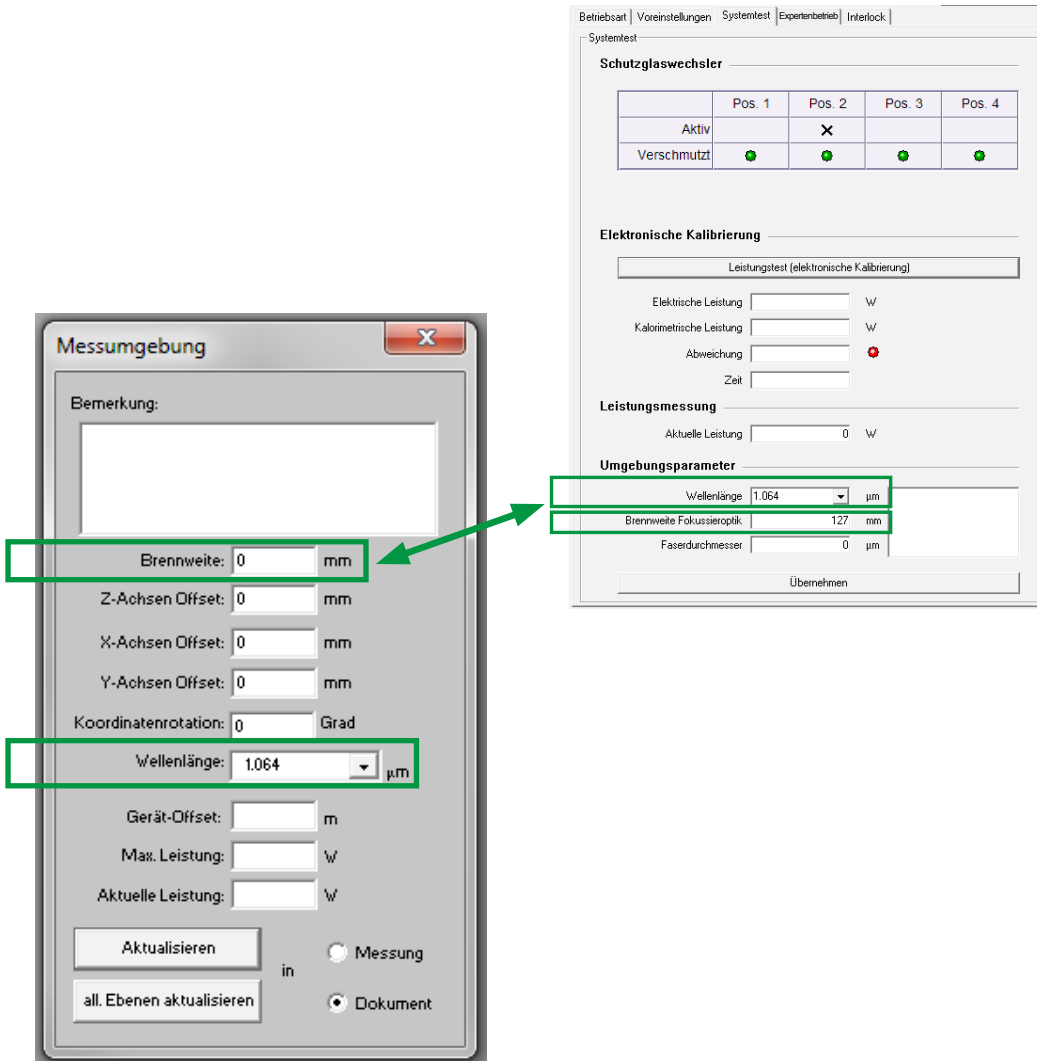 Betriebsart Voreinstellungen Systemtest Expertenbetrieb Interlock
Systemtest
Schutzglaswechsler
Pos. 1 Pos. 2 Pos. 3 Pos. 4
Aktiv X
Verschmutzt
Elektronische Kalibrierung
Leistungstest (elektronische Kalibrierung)
Elektrische Leistung W
Kalorimetrische Leistung W
Abweichung
Zeit
Leistungsmessung
Aktuelle Leistung 0 W
Umgebungsparameter
Wellenlänge 1.064 µm
Brennweite Fokussieroptik 127 mm
Faserdurchmesser 0 µm
Übernehmen
Messumgebung
Bemerkung:
Brennweite: 0 mm
Z-Achsen Offset: 0 mm
X-Achsen Offset: 0 mm
Y-Achsen Offset: 0 mm
Koordinatenrotation: 0 Grad
Wellenlänge: 1.064 µm
Gerät-Offset: m
Max. Leistung: W
Aktuelle Leistung: W
Aktualisieren
in
Messung
all. Ebenen aktualisieren
Dokument